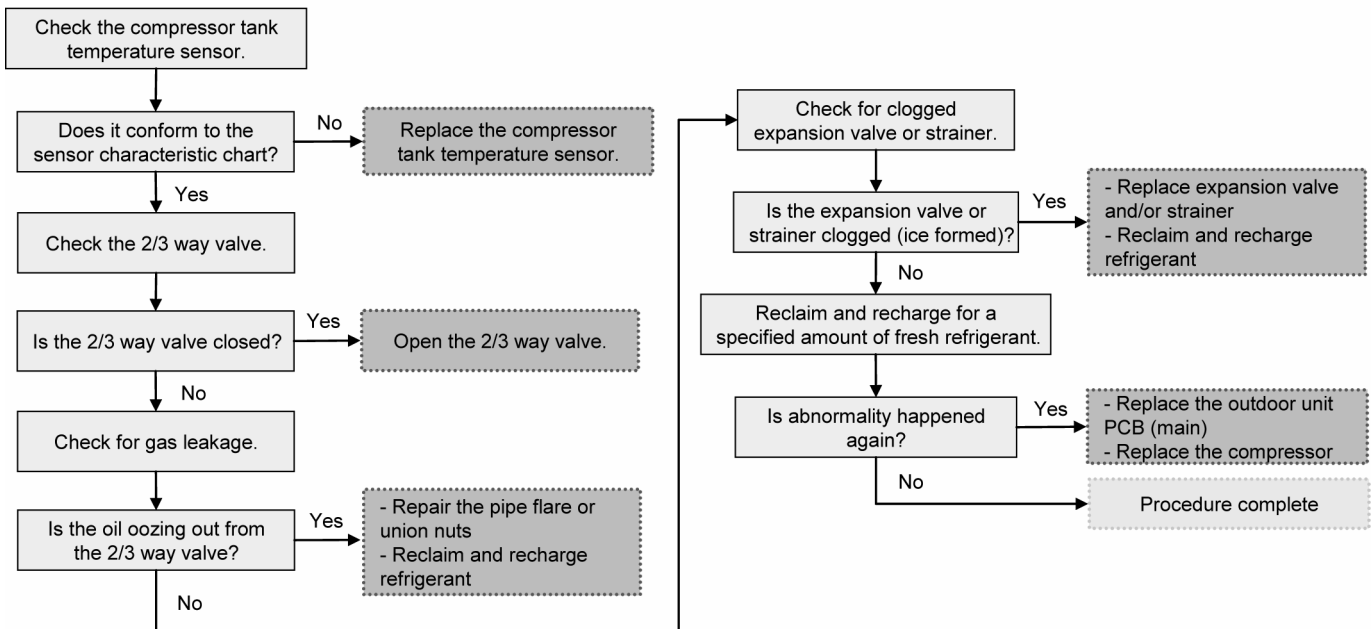 Check the compressor tank
temperature sensor.
Does it conform to the
sensor characteristic chart?
No
Replace the compressor
tank temperature sensor.
Yes
Check the 2/3 way valve.
Is the 2/3 way valve closed?
Yes
Open the 2/3 way valve.
No
Check for gas leakage.
Is the oil oozing out from
the 2/3 way valve?
Yes
- Repair the pipe flare or
union nuts
- Reclaim and recharge
refrigerant
No
Check for clogged
expansion valve or strainer.
Is the expansion valve or
strainer clogged (ice formed)?
Yes
- Replace expansion valve
and/or strainer
- Reclaim and recharge
refrigerant
No
Reclaim and recharge for a
specified amount of fresh refrigerant.
Is abnormality happened
again?
Yes
- Replace the outdoor unit
PCB (main)
- Replace the compressor
No
Procedure complete